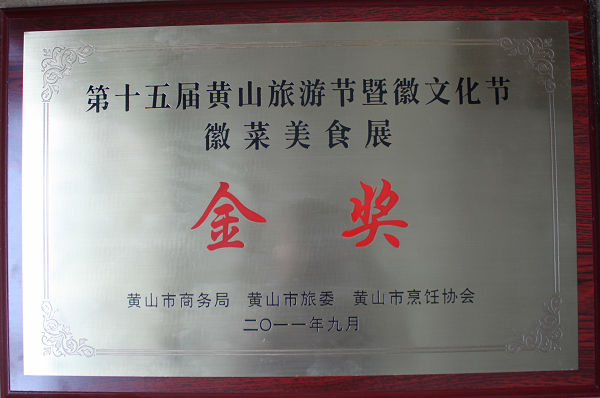 第十五届黄山旅游节暨徽文化节
徽菜美食展
金 奖
黄山市商务局 黄山市旅委 黄山市烹饪协会
二〇一一年九月